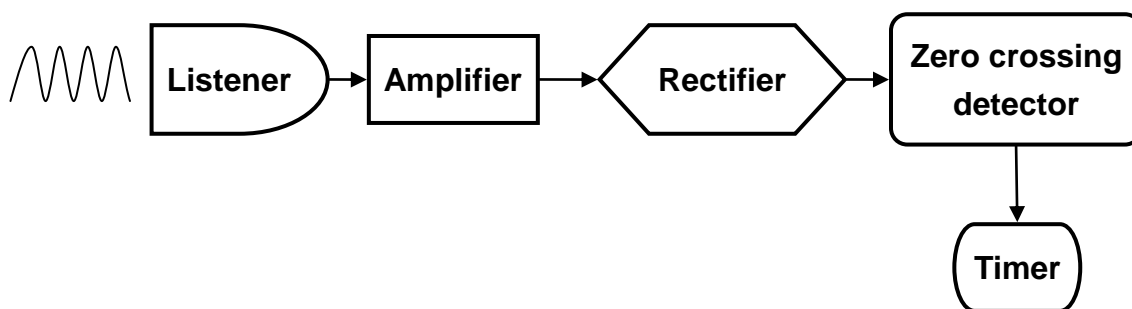 Listener
Amplifier
Rectifier
Zero crossing
detector
Timer